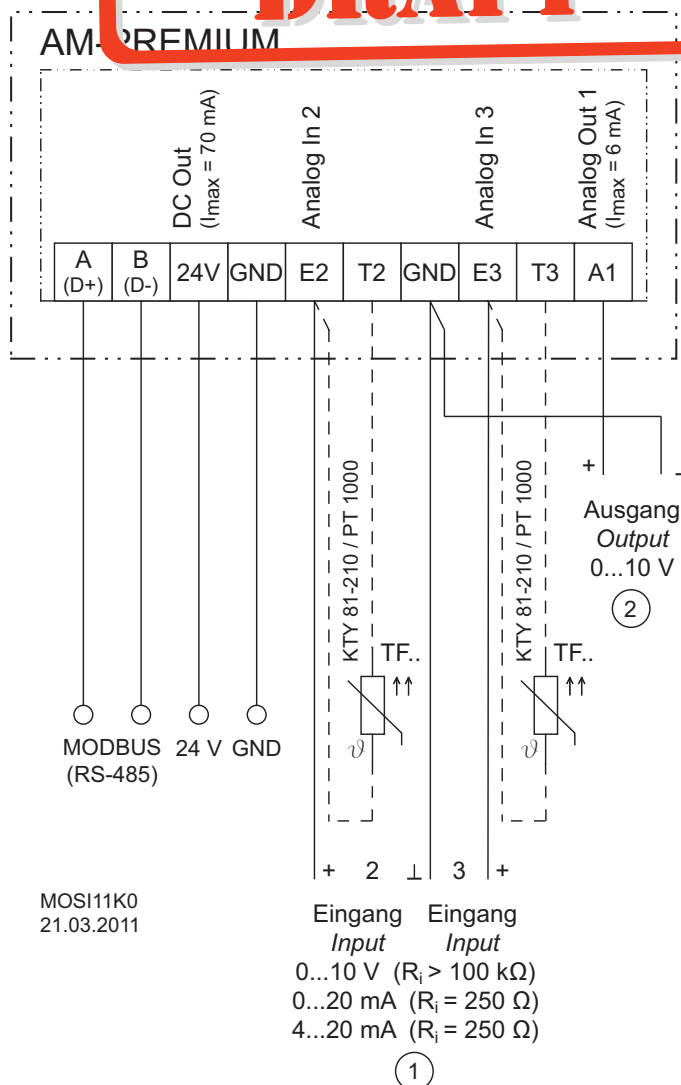 DRAFT
AM-PREMIUM
DC Out
(Imax = 70 mA)
Analog In 2
Analog In 3
Analog Out 1
(Imax = 6 mA)
A (D+) B (D-) 24V GND E2 T2 GND E3 T3 A1
KTY 81-210 / PT 1000
KTY 81-210 / PT 1000
+ -
Ausgang
Output
0...10 V
2
TF.. TF..
ϑ ϑ
MODBUS 24 V GND
(RS-485)
+ 2 ⊥ 3 +
MOSI11K0
21.03.2011
Eingang Eingang
Input Input
0...10 V (Ri > 100 kΩ)
0...20 mA (Ri = 250 Ω)
4...20 mA (Ri = 250 Ω)
1